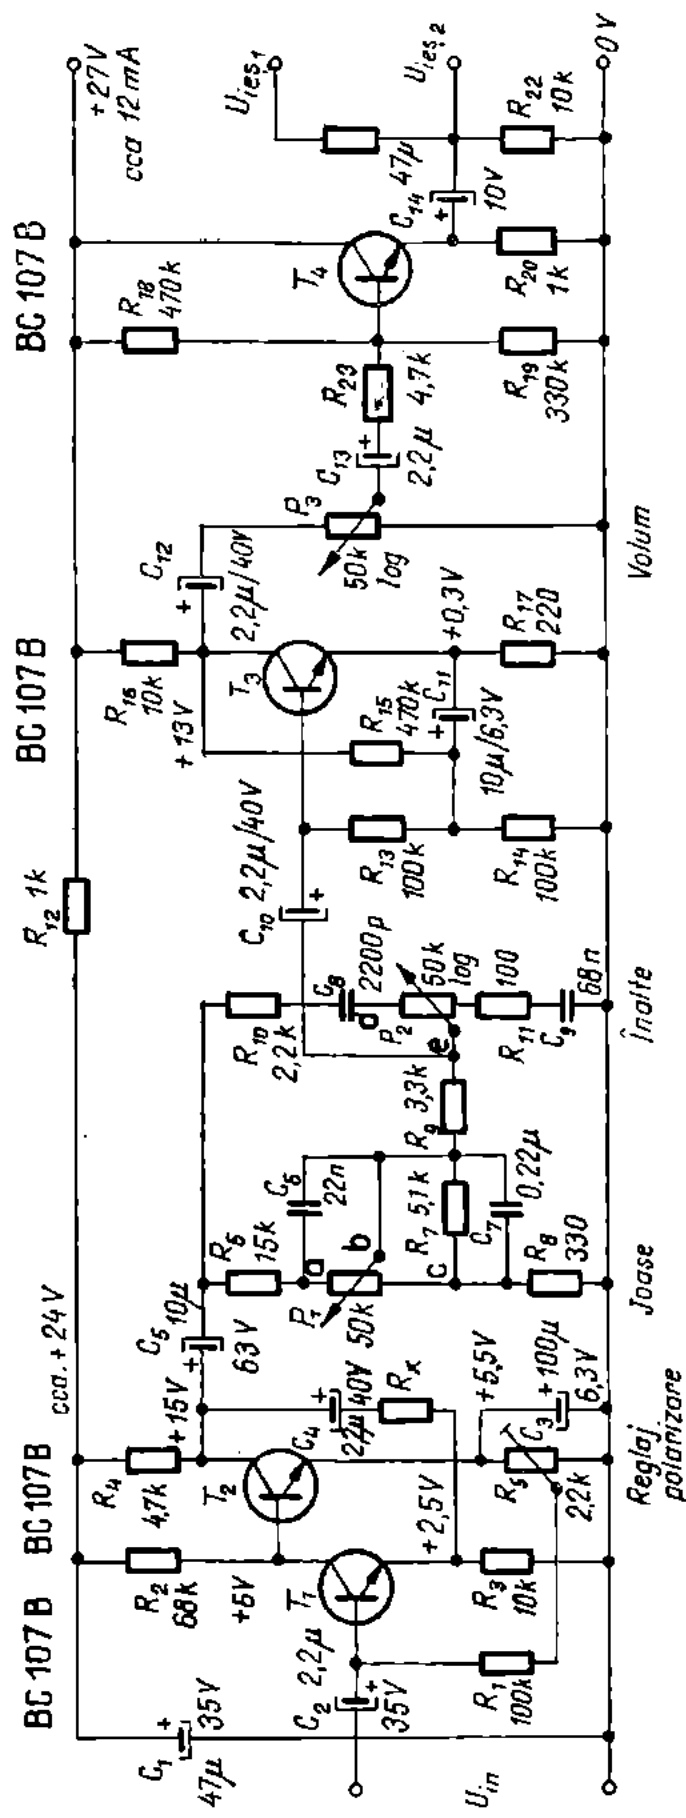 BC 107 B
BC 107 B
BC 107 B
BC 107 B
cca. + 24V
R12 1k
+27V
cca 12 mA
C1
+
47µ
35V
R2
68k
+6V
R4
4,7k
+15V
T2
T1
C2
2,2µ
+
35V
Uin
R1
100k
R3
10k
+2,5V
C4
+
22µ
40V
Rx
+5,5V
R5
2,2k
C3
+100µ
6,3V
Reglaj
polarizare
C5
+
10µ
63V
R6
15k
a
C6
22n
P1
50k
b
c
R7
5,1k
C7
0,22µ
R8
330
Joase
R9
3,3k
e
R10
2,2k
C8
2200p
d
P2
50k
log
R11
100
C9
68n
Înalte
C10
2,2µ/40V
+
R13
100k
R14
100k
R15
470k
C11
+
10µ/6,3V
R16
10k
+13V
T3
+0,3V
R17
220
C12
+
2,2µ/40V
P3
50k
log
Volum
C13
+
2,2µ
R23
4,7k
R18
470k
R19
330k
T4
R20
1k
C14
+
47µ
10V
R22
10k
Uieș,1
Uieș,2
0V